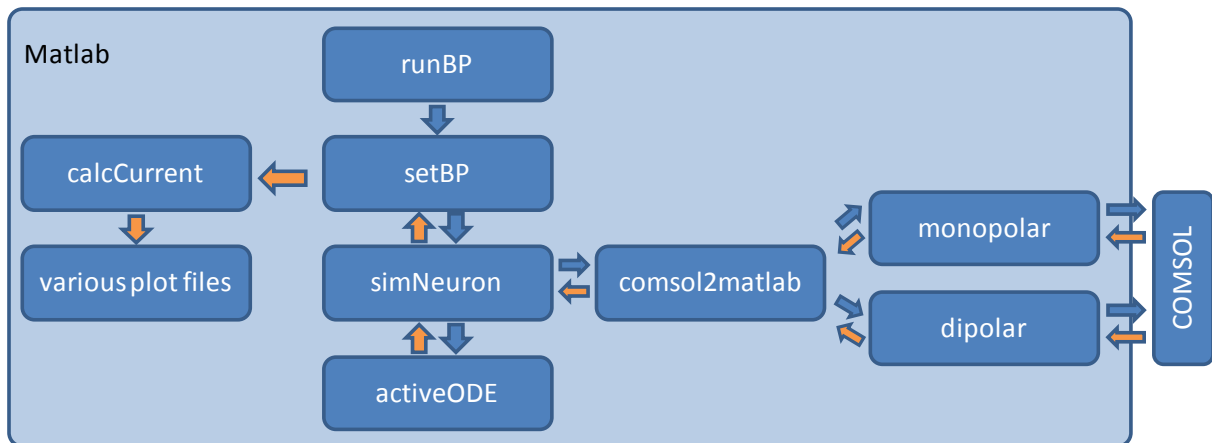 Matlab
runBP
calcCurrent
setBP
monopolar
various plot files
simNeuron
comsol2matlab
COMSOL
dipolar
activeODE